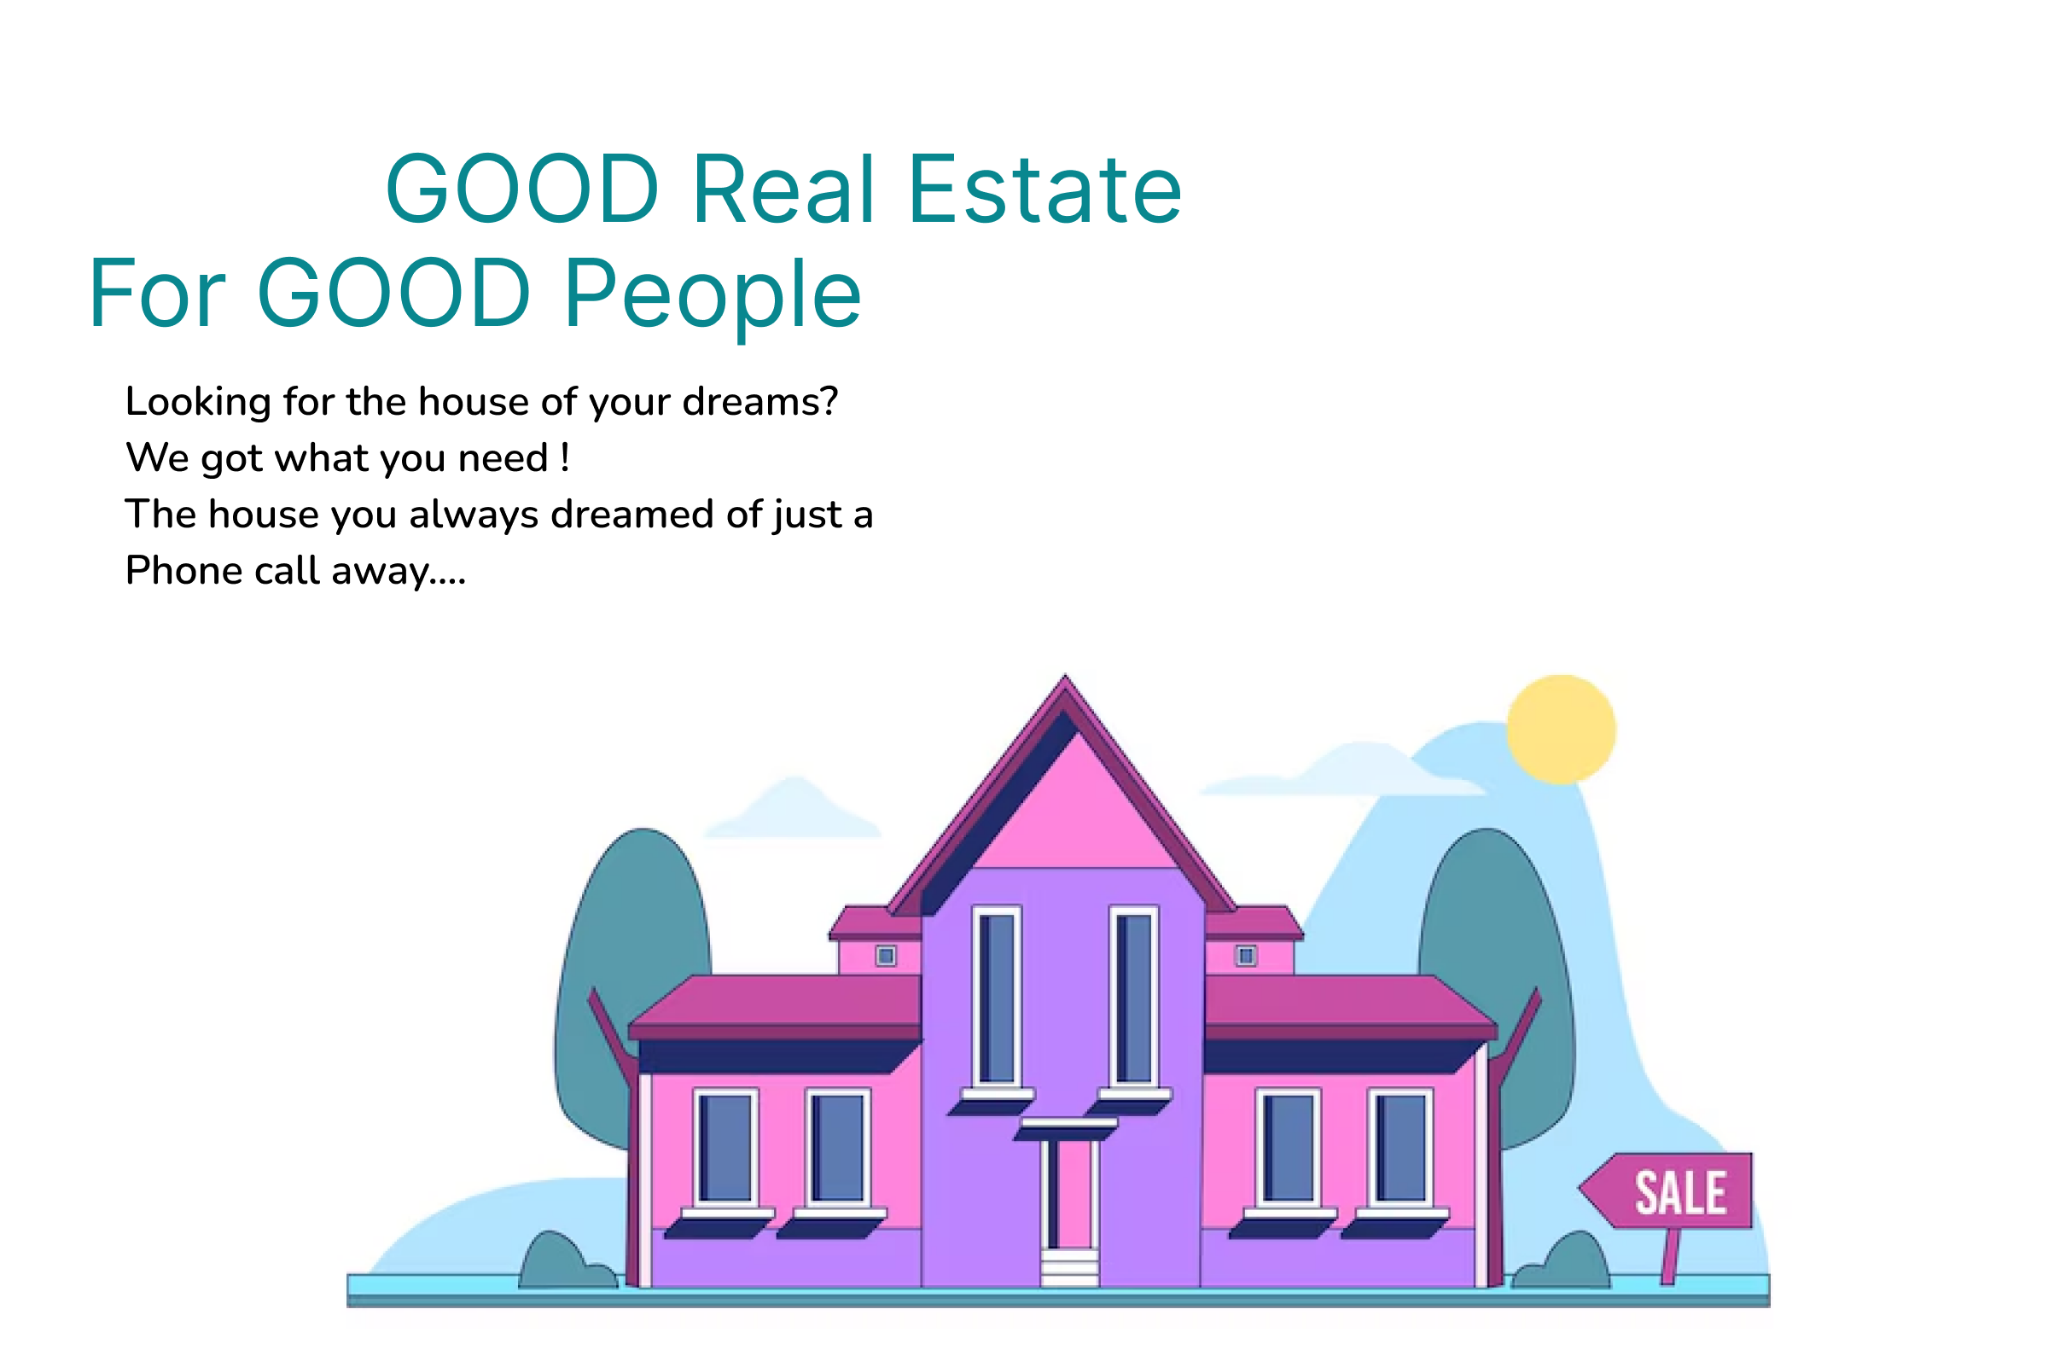 GOOD Real Estate
For GOOD People
Looking for the house of your dreams?
We got what you need !
The house you always dreamed of just a
Phone call away....
SALE